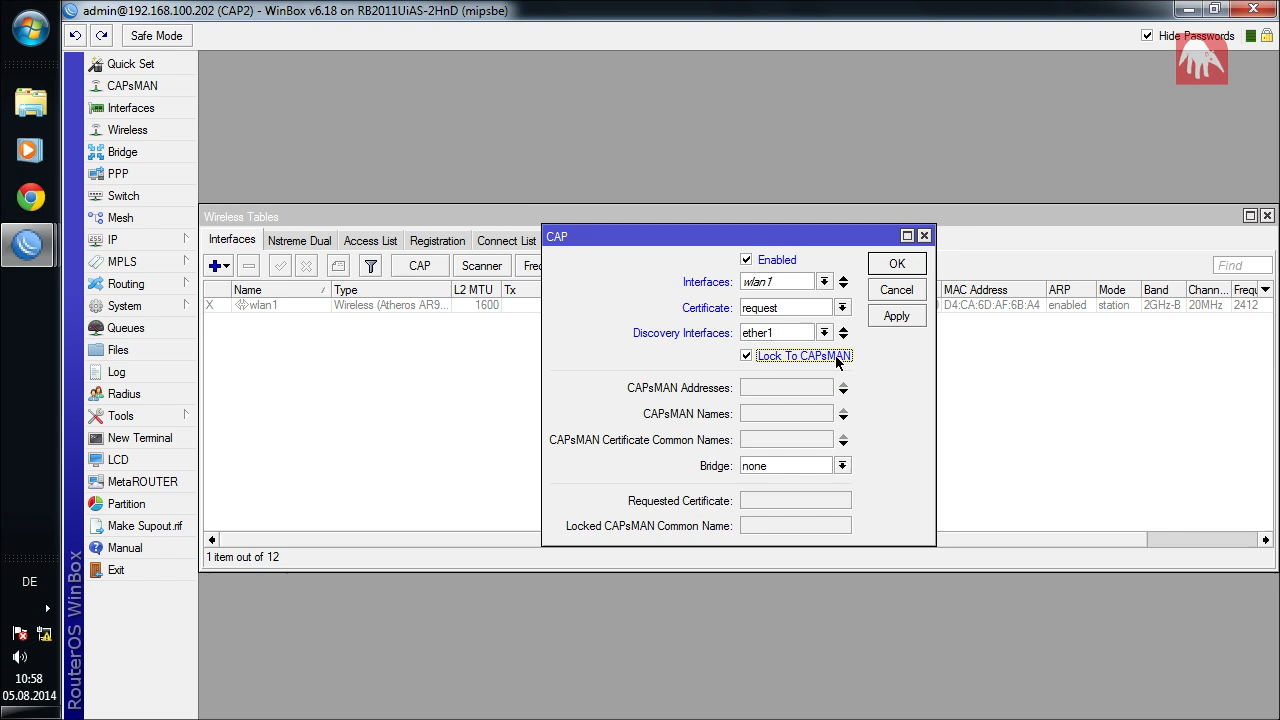 admin@192.168.100.202 (CAP2) - WinBox v6.18 on RB2011UiAS-2HnD (mipsbe)
Safe Mode
Hide Passwords
Quick Set
CAPsMAN
Interfaces
Wireless
Bridge
PPP
Switch
Mesh
IP
MPLS
Routing
System
Queues
Files
Log
Radius
Tools
New Terminal
LCD
MetaROUTER
Partition
Make Supout.rif
Manual
Exit
RouterOS WinBox
Wireless Tables
Interfaces
Nstreme Dual
Access List
Registration
Connect List
CAP
Scanner
Freq
Find
Name
Type
L2 MTU
Tx
MAC Address
ARP
Mode
Band
Chann...
Frequ
X
wlan1
Wireless (Atheros AR9...
1600
D4:CA:6D:AF:6B:A4
enabled
station
2GHz-B
20MHz
2412
1 item out of 12
CAP
Enabled
Interfaces: wlan1
Certificate: request
Discovery Interfaces: ether1
Lock To CAPsMAN
CAPsMAN Addresses:
CAPsMAN Names:
CAPsMAN Certificate Common Names:
Bridge: none
Requested Certificate:
Locked CAPsMAN Common Name:
OK
Cancel
Apply
DE
10:58
05.08.2014